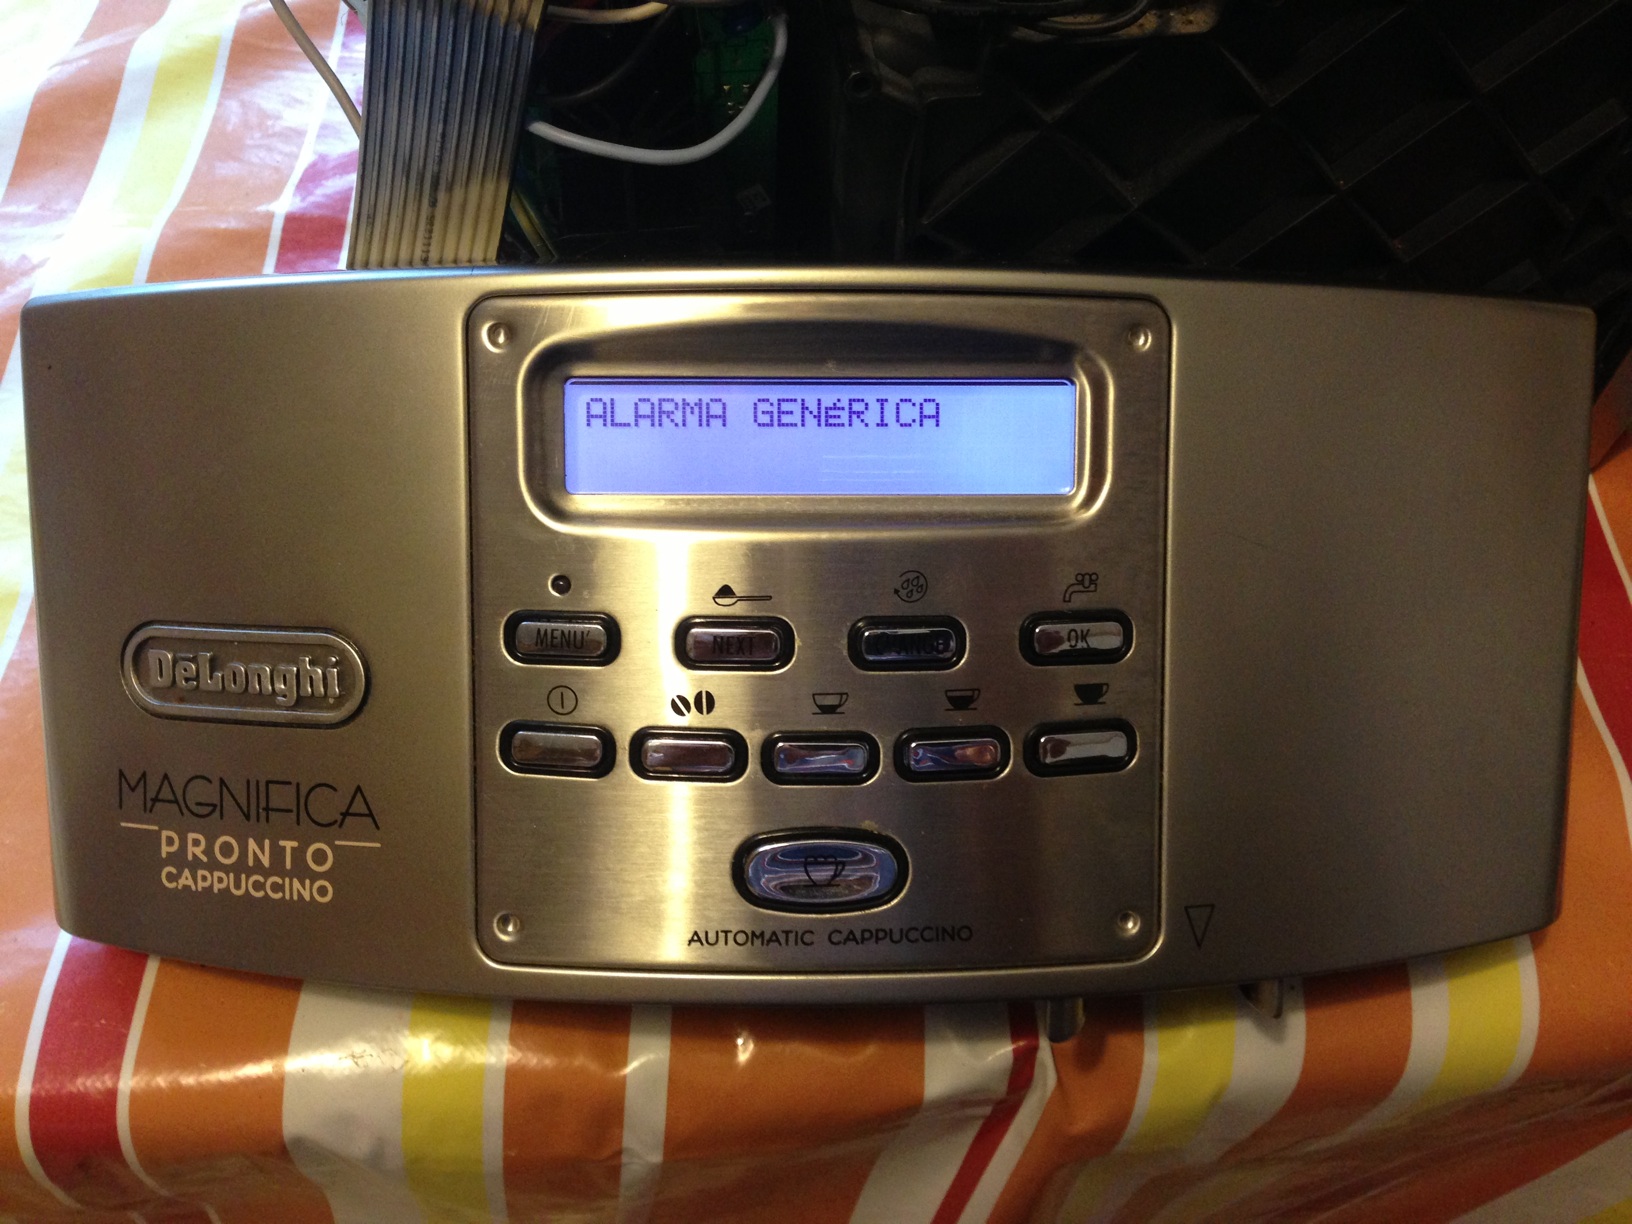 ALARMA GENéRICA
MENU'
NEXT
OK
DeLonghi
MAGNIFICA
PRONTO
CAPPUCCINO
AUTOMATIC CAPPUCCINO